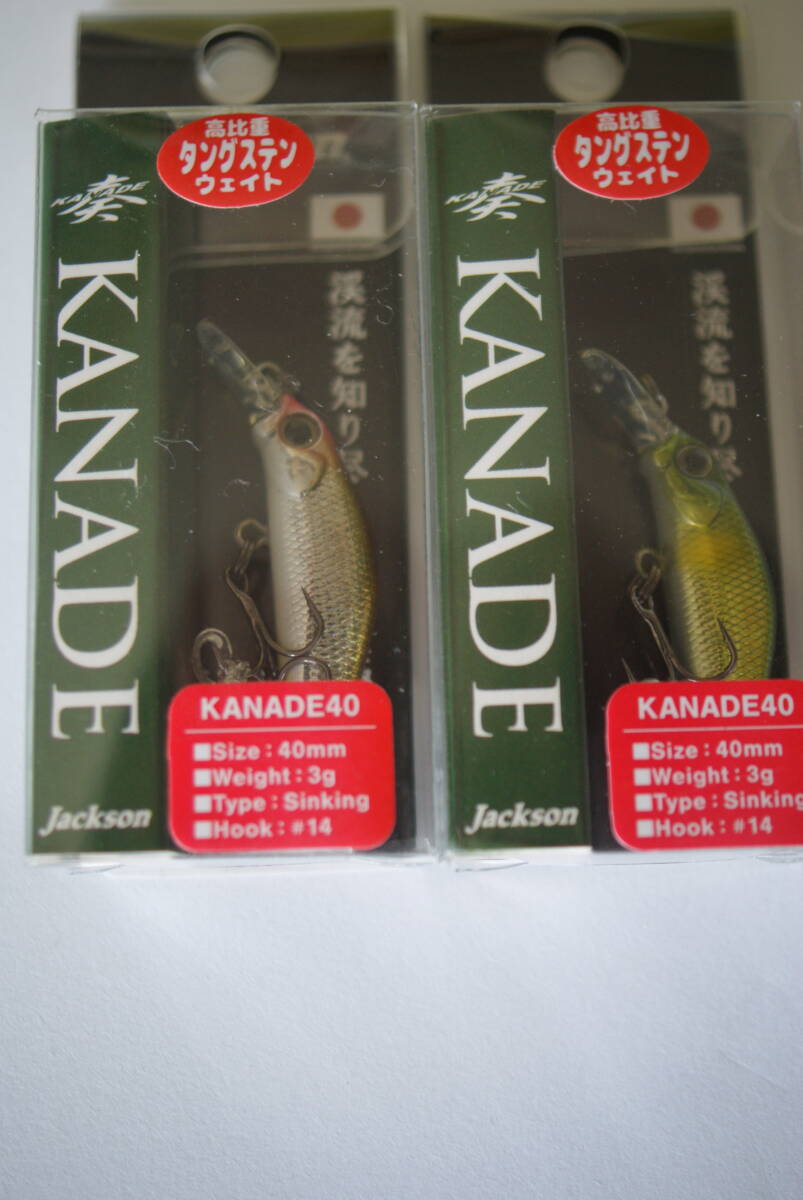 高比重
タングステン
ウェイト
奏
KANADE
KANADE
渓流を知り尽
KANADE40
■Size：40mm
■Weight：3g
■Type：Sinking
■Hook：#14
Jackson
高比重
タングステン
ウェイト
奏
KANADE
KANADE
渓流を知り尽
KANADE40
■Size：40mm
■Weight：3g
■Type：Sinking
■Hook：#14
Jackson